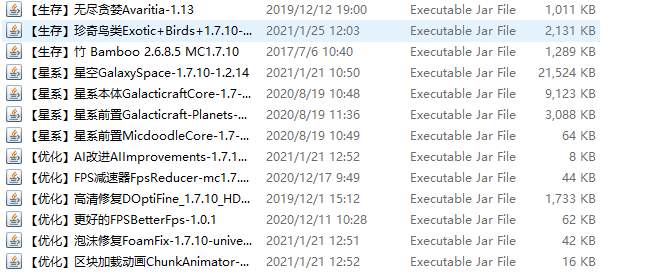 【生存】无尽贪婪Avaritia-1.13 2019/12/12 19:00 Executable Jar File 1,011 KB
【生存】珍奇鸟类Exotic+Birds+1.7.10-... 2021/1/25 12:03 Executable Jar File 2,131 KB
【生存】竹 Bamboo 2.6.8.5 MC1.7.10 2017/7/6 10:40 Executable Jar File 1,289 KB
【星系】星空GalaxySpace-1.7.10-1.2.14 2021/1/21 10:50 Executable Jar File 21,524 KB
【星系】星系本体GalacticraftCore-1.7-... 2020/8/19 10:48 Executable Jar File 9,123 KB
【星系】星系前置Galacticraft-Planets-... 2020/8/19 11:36 Executable Jar File 3,088 KB
【星系】星系前置MicdoodleCore-1.7-... 2020/8/19 10:49 Executable Jar File 64 KB
【优化】AI改进AIImprovements-1.7.1... 2021/1/21 12:52 Executable Jar File 8 KB
【优化】FPS减速器FpsReducer-mc1.7.... 2020/12/17 9:49 Executable Jar File 44 KB
【优化】高清修复DOptiFine_1.7.10_HD... 2019/12/1 15:12 Executable Jar File 1,733 KB
【优化】更好的FPSBetterFps-1.0.1 2020/12/11 10:28 Executable Jar File 62 KB
【优化】泡沫修复FoamFix-1.7.10-unive... 2021/1/21 12:51 Executable Jar File 42 KB
【优化】区块加载动画ChunkAnimator-... 2021/1/21 12:52 Executable Jar File 16 KB